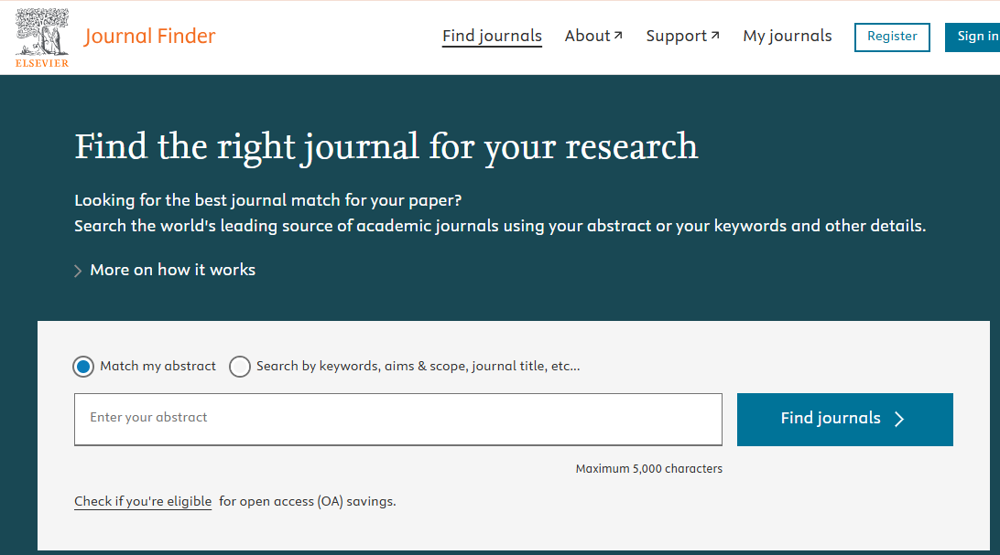 ELSEVIER
Journal Finder
Find journals
About
Support
My journals
Register
Sign in
Find the right journal for your research
Looking for the best journal match for your paper?
Search the world's leading source of academic journals using your abstract or your keywords and other details.
More on how it works
Match my abstract
Search by keywords, aims & scope, journal title, etc...
Enter your abstract
Find journals
Maximum 5,000 characters
Check if you're eligible for open access (OA) savings.